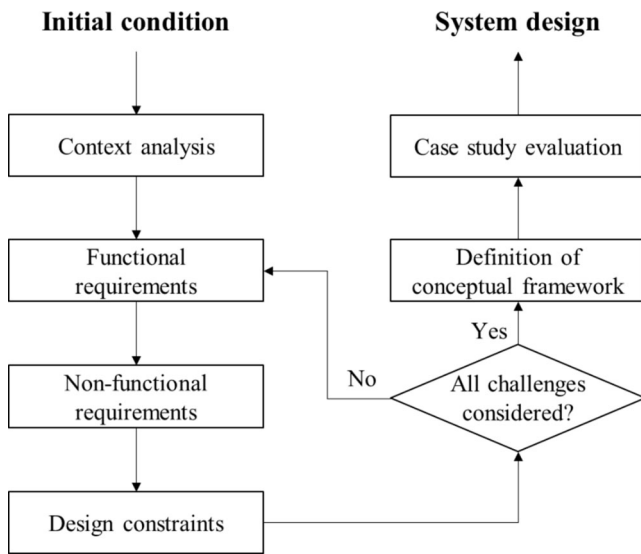 Initial condition
System design
Context analysis
Case study evaluation
Functional
requirements
Definition of
conceptual framework
Yes
No
Non-functional
requirements
All challenges
considered?
Design constraints